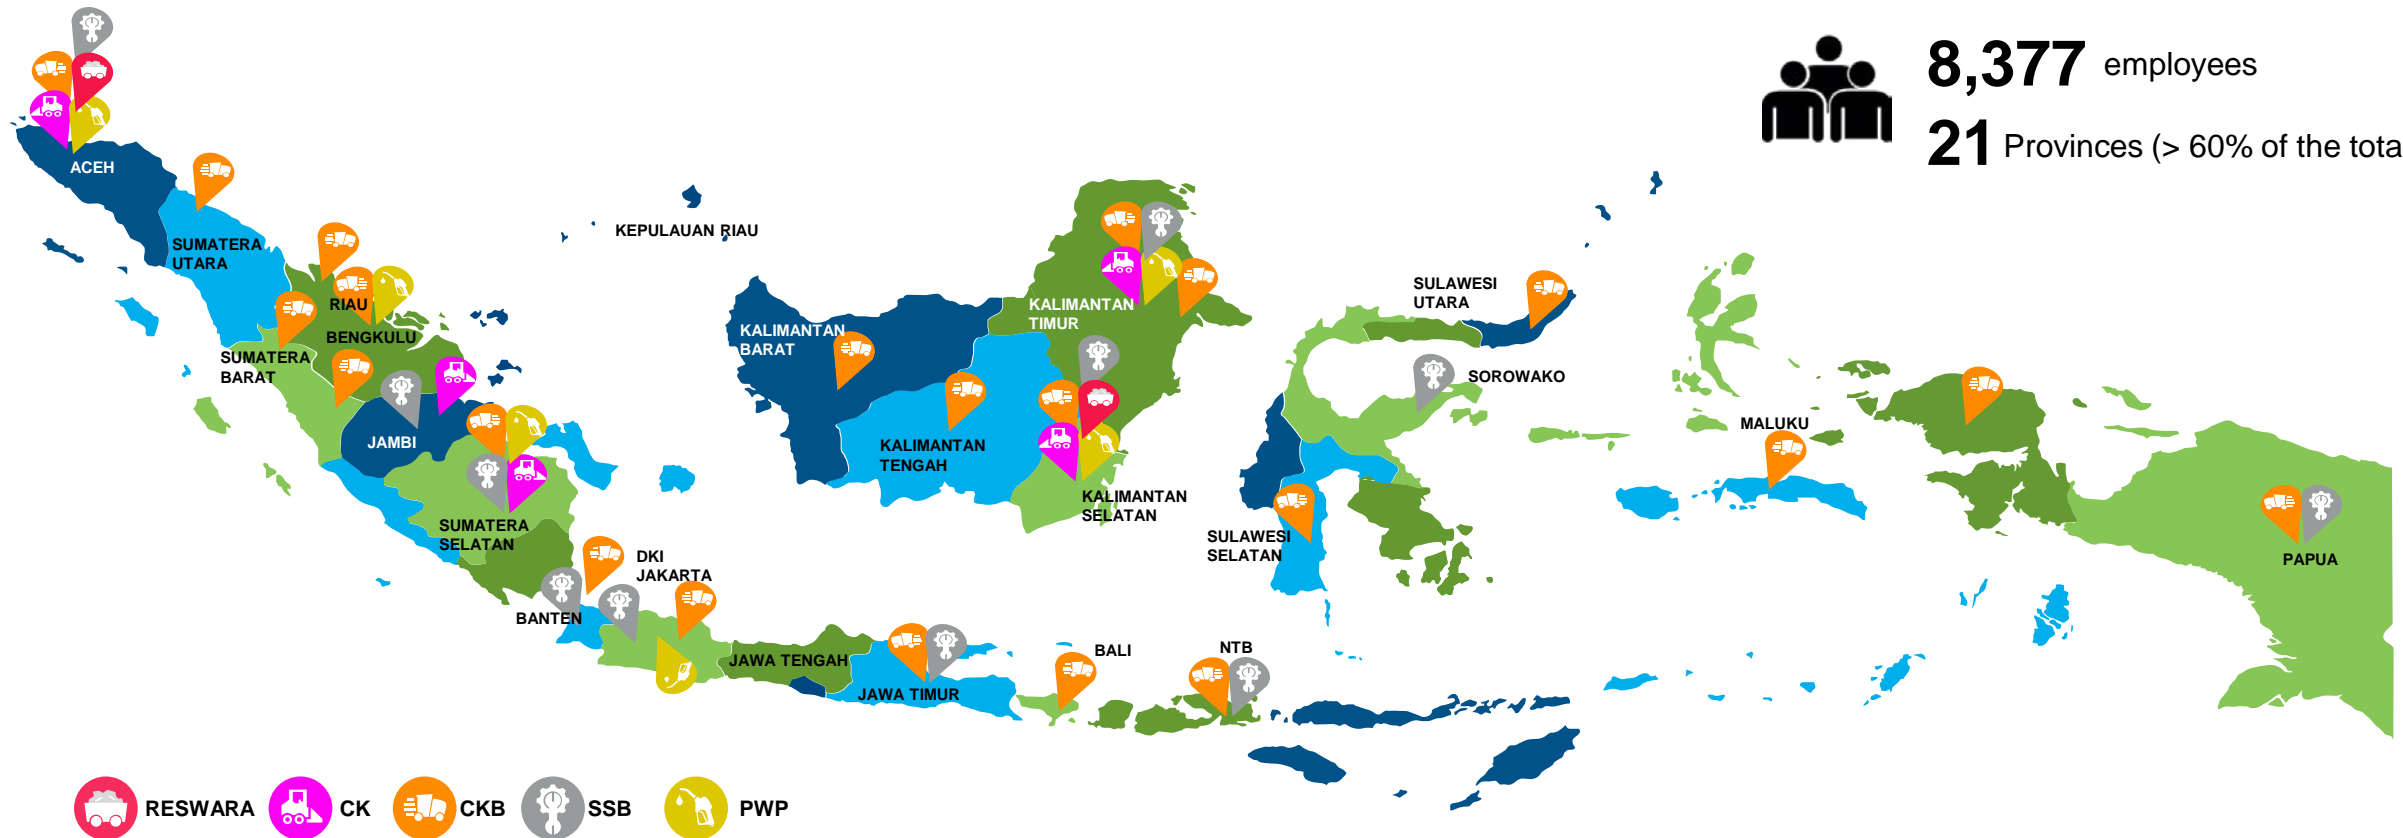 8,377 employees
21 Provinces (> 60% of the tota
ACEH
SUMATERA
UTARA
KEPULAUAN RIAU
RIAU
BENGKULU
SUMATERA
BARAT
JAMBI
SUMATERA
SELATAN
KALIMANTAN
BARAT
KALIMANTAN
TIMUR
KALIMANTAN
TENGAH
KALIMANTAN
SELATAN
SULAWESI
UTARA
SOROWAKO
SULAWESI
SELATAN
MALUKU
PAPUA
DKI
JAKARTA
BANTEN
JAWA TENGAH
JAWA TIMUR
BALI
NTB
RESWARA
CK
CKB
SSB
PWP